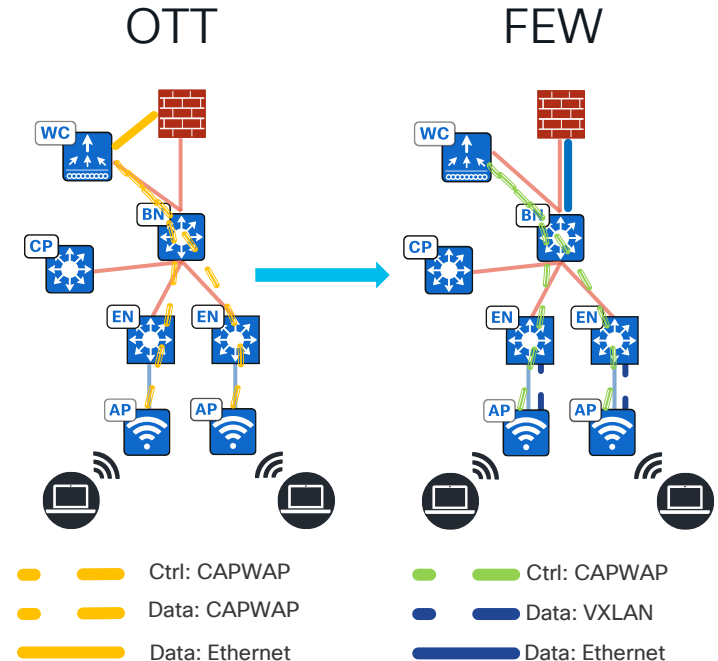 OTT
FEW
WC
WC
BN
BN
CP
CP
EN
EN
EN
EN
AP
AP
AP
AP
Ctrl: CAPWAP
Ctrl: CAPWAP
Data: CAPWAP
Data: VXLAN
Data: Ethernet
Data: Ethernet